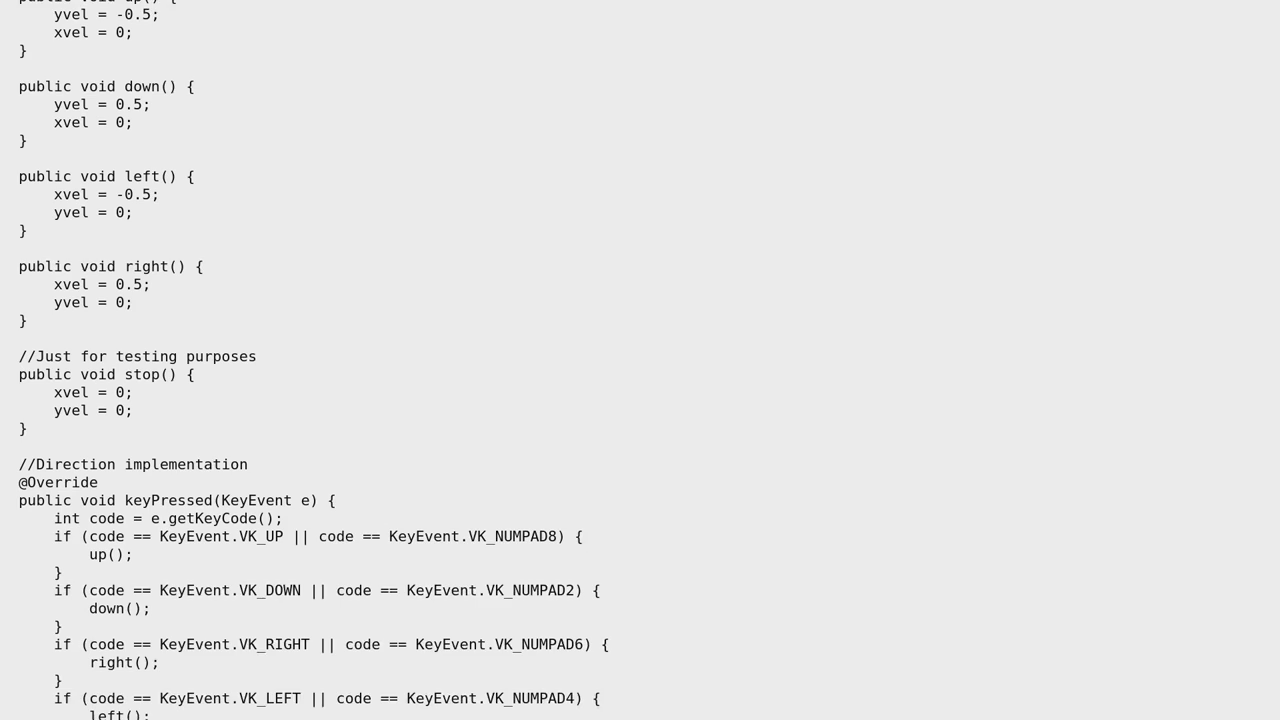 public void up() {
    yvel = -0.5;
    xvel = 0;
}

public void down() {
    yvel = 0.5;
    xvel = 0;
}

public void left() {
    xvel = -0.5;
    yvel = 0;
}

public void right() {
    xvel = 0.5;
    yvel = 0;
}

//Just for testing purposes
public void stop() {
    xvel = 0;
    yvel = 0;
}

//Direction implementation
@Override
public void keyPressed(KeyEvent e) {
    int code = e.getKeyCode();
    if (code == KeyEvent.VK_UP || code == KeyEvent.VK_NUMPAD8) {
        up();
    }
    if (code == KeyEvent.VK_DOWN || code == KeyEvent.VK_NUMPAD2) {
        down();
    }
    if (code == KeyEvent.VK_RIGHT || code == KeyEvent.VK_NUMPAD6) {
        right();
    }
    if (code == KeyEvent.VK_LEFT || code == KeyEvent.VK_NUMPAD4) {
        left();